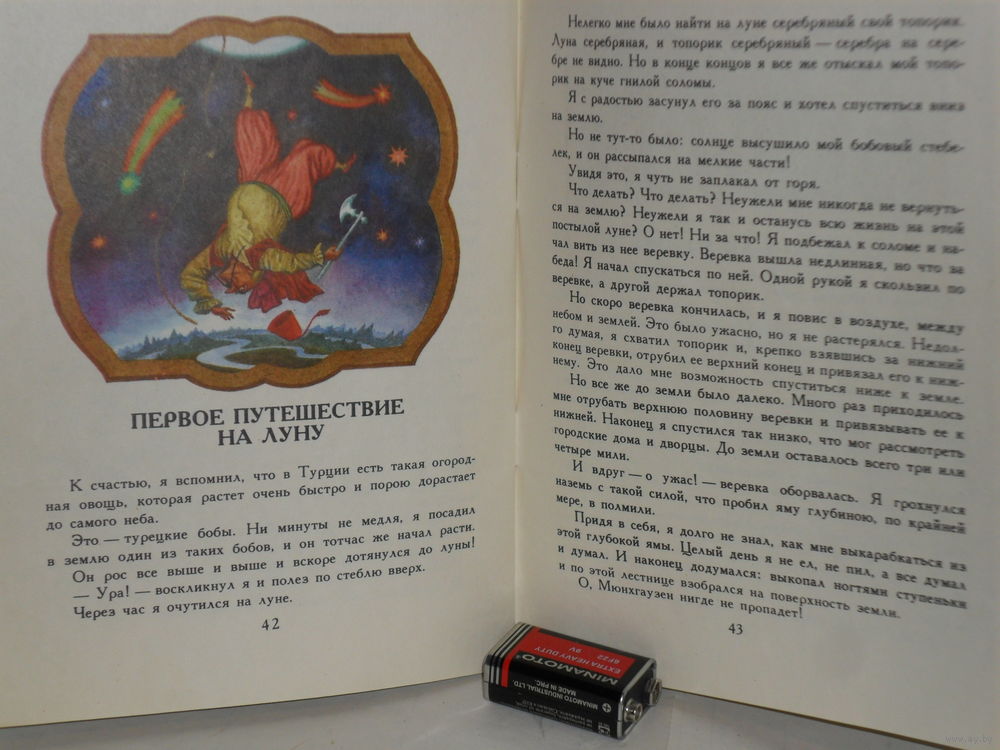 ПЕРВОЕ ПУТЕШЕСТВИЕ
НА ЛУНУ
К счастью, я вспомнил, что в Турции есть такая огород-
ная овощь, которая растет очень быстро и порою дорастает
до самого неба.
Это — турецкие бобы. Ни минуты не медля, я посадил
в землю один из таких бобов, и он тотчас же начал расти.
Он рос все выше и выше и вскоре дотянулся до луны!
— Ура! — воскликнул я и полез по стеблю вверх.
Через час я очутился на луне.
42
Нелегко мне было найти на луне серебряный свой топорик.
Луна серебряная, и топорик серебряный — серебра на сере-
бре не видно. Но в конце концов я все же отыскал мой топо-
рик на куче гнилой соломы.
Я с радостью засунул его за пояс и хотел спуститься вниз
на землю.
Но не тут-то было: солнце высушило мой бобовый стебе-
лек, и он рассыпался на мелкие части!
Увидя это, я чуть не заплакал от горя.
Что делать? Что делать? Неужели мне никогда не вернуть-
ся на землю? Неужели я так и останусь всю жизнь на этой
постылой луне? О нет! Ни за что! Я подбежал к соломе и на-
чал вить из нее веревку. Веревка вышла недлинная, но что за
беда! Я начал спускаться по ней. Одной рукой я скользил по
веревке, а другой держал топорик.
Но скоро веревка кончилась, и я повис в воздухе, между
небом и землей. Это было ужасно, но я не растерялся. Недол-
го думая, я схватил топорик и, крепко взявшись за нижний
конец веревки, отрубил ее верхний конец и привязал его к ниж-
нему. Это дало мне возможность спуститься ниже к земле.
Но все же до земли было далеко. Много раз приходилось
мне отрубать верхнюю половину веревки и привязывать ее к
нижней. Наконец я спустился так низко, что мог рассмотреть
городские дома и дворцы. До земли оставалось всего три или
четыре мили.
И вдруг — о ужас! — веревка оборвалась. Я грохнулся
наземь с такой силой, что пробил яму глубиною, по крайней
мере, в полмили.
Придя в себя, я долго не знал, как мне выкарабкаться из
этой глубокой ямы. Целый день я не ел, не пил, а все думал
и думал. И наконец додумался: выкопал ногтями ступеньки
и по этой лестнице взобрался на поверхность земли.
О, Мюнхгаузен нигде не пропадет!
43
MINAMOTO
EXTRA HEAVY DUTY
6F22 9V
MINAMOTO INDUSTRIAL LTD.
MADE IN PRC.